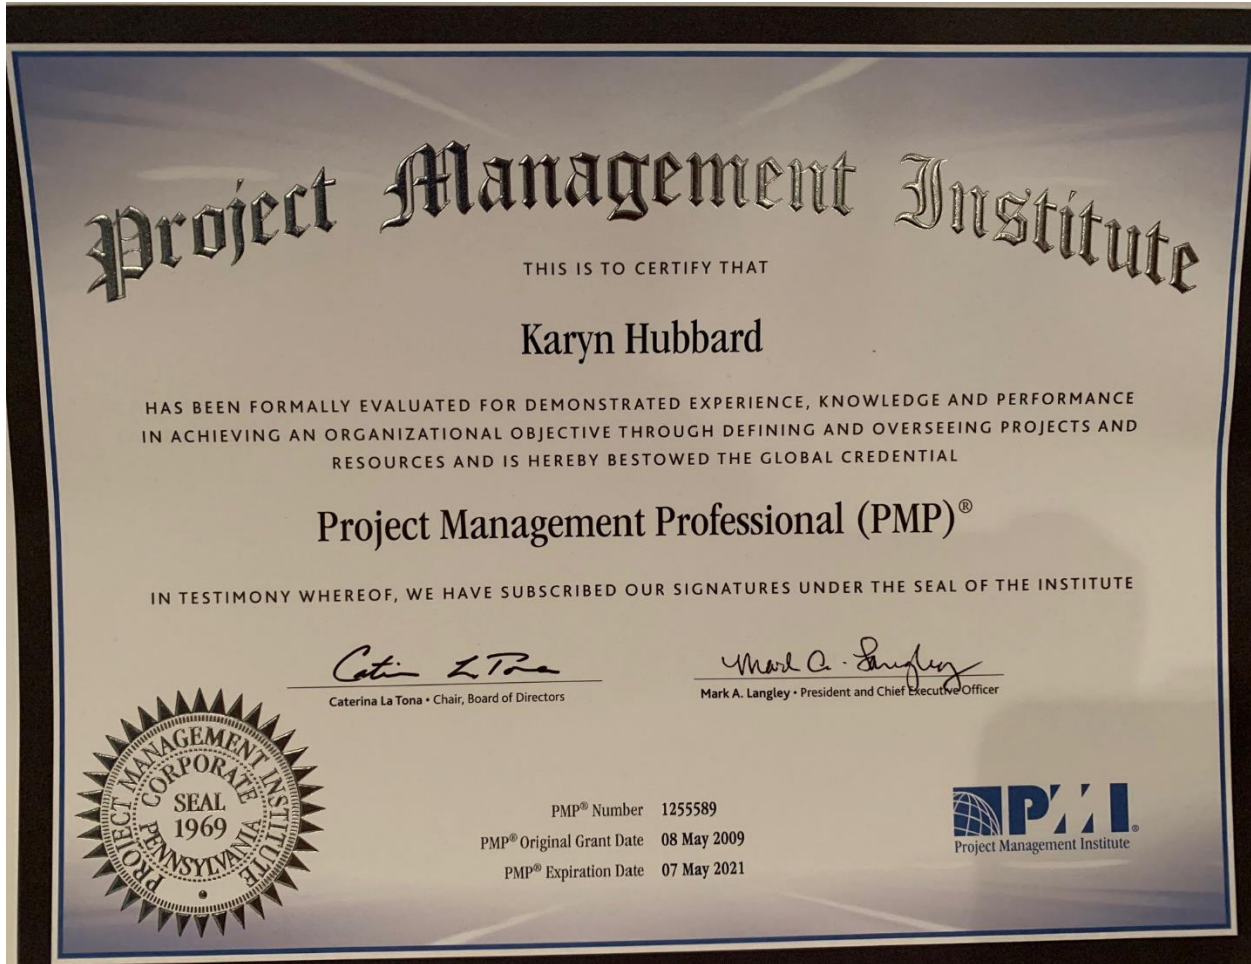 Project Management Institute
THIS IS TO CERTIFY THAT
Karyn Hubbard
HAS BEEN FORMALLY EVALUATED FOR DEMONSTRATED EXPERIENCE, KNOWLEDGE AND PERFORMANCE
IN ACHIEVING AN ORGANIZATIONAL OBJECTIVE THROUGH DEFINING AND OVERSEEING PROJECTS AND
RESOURCES AND IS HEREBY BESTOWED THE GLOBAL CREDENTIAL
Project Management Professional (PMP)®
IN TESTIMONY WHEREOF, WE HAVE SUBSCRIBED OUR SIGNATURES UNDER THE SEAL OF THE INSTITUTE
Mark A. Langley
Caterina La Tona • Chair, Board of Directors
Mark A. Langley • President and Chief Executive Officer
PROJECT MANAGEMENT INSTITUTE
CORPORATE
SEAL
1969
PENNSYLVANIA
PMP® Number 1255589
PMP® Original Grant Date 08 May 2009
PMP® Expiration Date 07 May 2021
PMI®
Project Management Institute